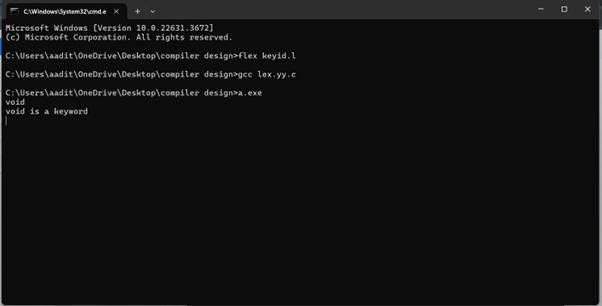 C:\Windows\System32\cmd.e
Microsoft Windows [Version 10.0.22631.3672]
(c) Microsoft Corporation. All rights reserved.
C:\Users\aadit\OneDrive\Desktop\compiler design>flex keyid.l
C:\Users\aadit\OneDrive\Desktop\compiler design>gcc lex.yy.c
C:\Users\aadit\OneDrive\Desktop\compiler design>a.exe
void
void is a keyword